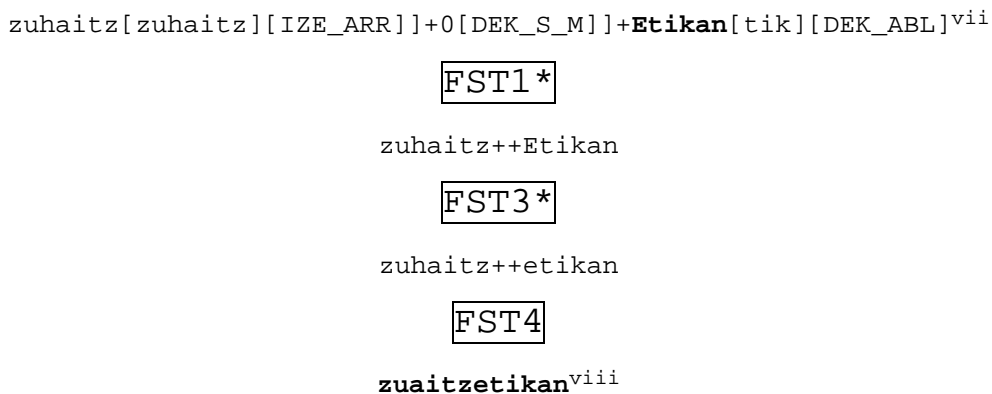 zuhaitz[zuhaitz][IZE_ARR]]+0[DEK_S_M]]+Etikan[tik][DEK_ABL]vii
FST1*
zuhaitz++Etikan
FST3*
zuhaitz++etikan
FST4
zuaitzetikanviii